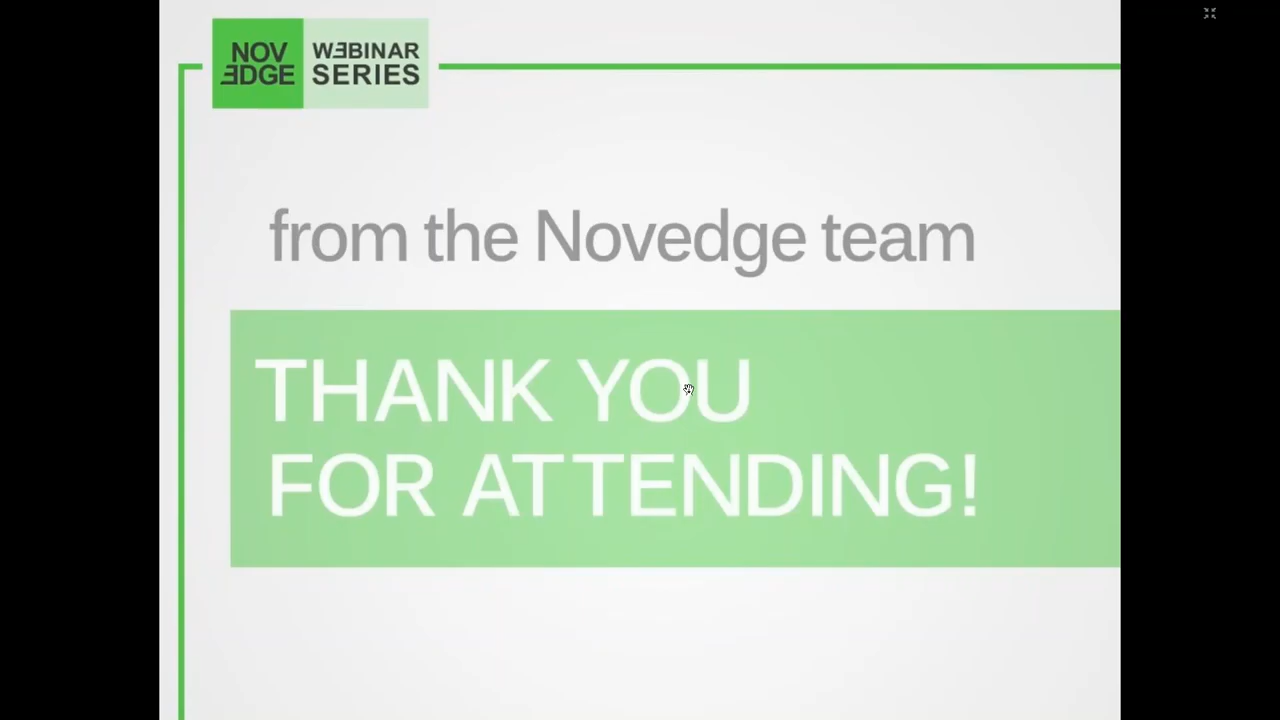 NOV
EDGE
WEBINAR
SERIES
from the Novedge team
THANK YOU
FOR ATTENDING!